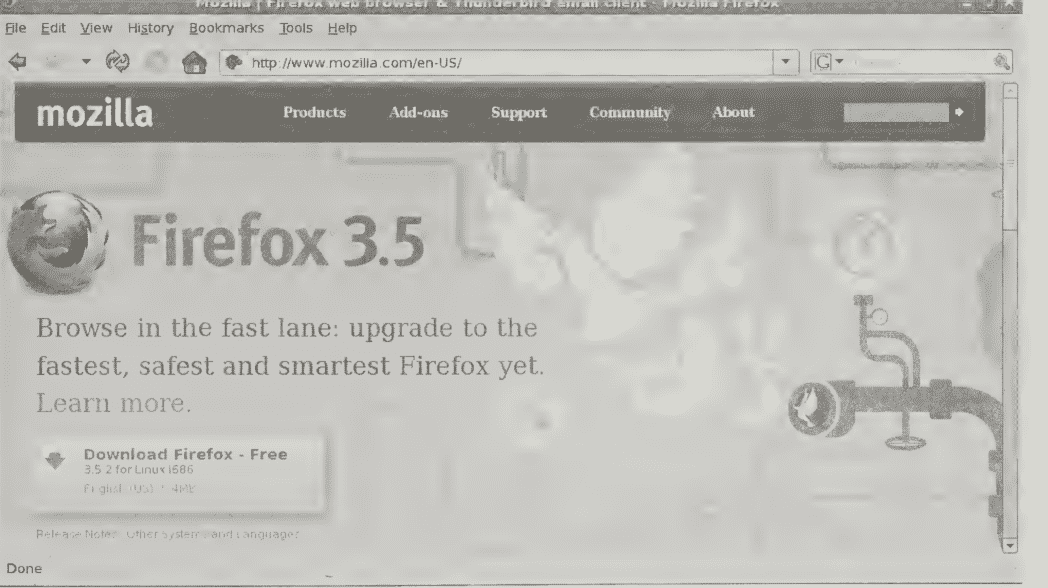 Mozilla | Firefox web browser & Thunderbird email client - Mozilla Firefox
File Edit View History Bookmarks Tools Help
http://www.mozilla.com/en-US/
G
mozilla Products Add-ons Support Community About
Firefox 3.5
Browse in the fast lane: upgrade to the
fastest, safest and smartest Firefox yet.
Learn more.
Download Firefox - Free
3.5.2 for Linux i686
English (US)
Release Notes Other Systems and Languages
Done